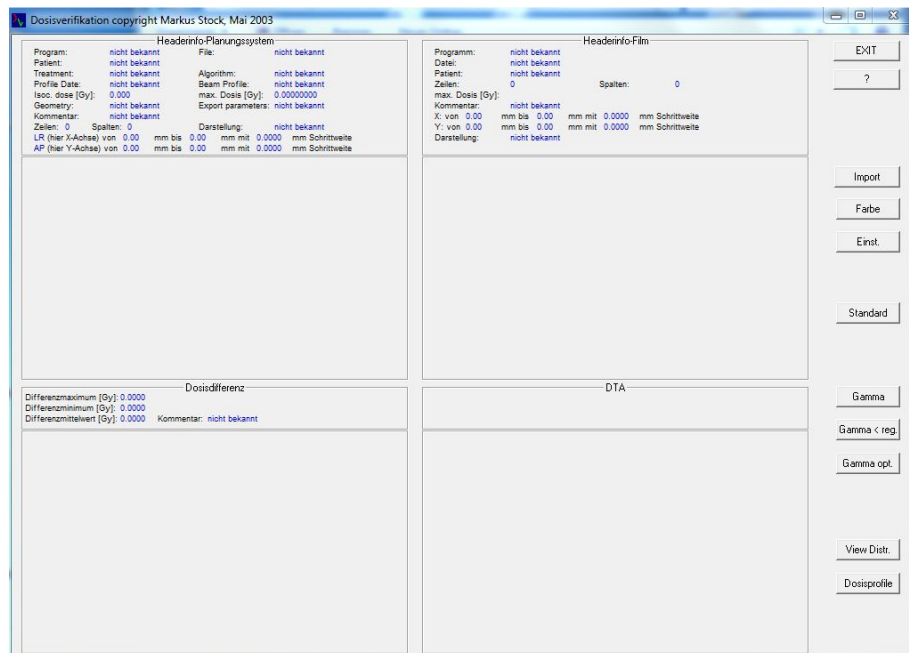 Dosisverifikation copyright Markus Stock, Mai 2003
Headerinfo-Planungssystem
Program: nicht bekannt File: nicht bekannt
Patient: nicht bekannt
Treatment: nicht bekannt Algorithm: nicht bekannt
Profile Date: nicht bekannt Beam Profile: nicht bekannt
Isoc. dose [Gy]: 0.000 max. Dosis [Gy]: 0.00000000
Geometry: nicht bekannt Export parameters: nicht bekannt
Kommentar: nicht bekannt
Zeilen: 0 Spalten: 0 Darstellung: nicht bekannt
LR (hier X-Achse) von 0.00 mm bis 0.00 mm mit 0.0000 mm Schrittweite
AP (hier Y-Achse) von 0.00 mm bis 0.00 mm mit 0.0000 mm Schrittweite
Headerinfo-Film
Programm: nicht bekannt
Datei: nicht bekannt
Patient: nicht bekannt
Zeilen: 0 Spalten: 0
max. Dosis [Gy]:
Kommentar: nicht bekannt
X: von 0.00 mm bis 0.00 mm mit 0.0000 mm Schrittweite
Y: von 0.00 mm bis 0.00 mm mit 0.0000 mm Schrittweite
Darstellung: nicht bekannt
Dosisdifferenz
Differenzmaximum [Gy]: 0.0000
Differenzminimum [Gy]: 0.0000
Differenzmittelwert [Gy]: 0.0000 Kommentar: nicht bekannt
DTA
EXIT
?
Import
Farbe
Einst.
Standard
Gamma
Gamma < reg.
Gamma opt.
View Distr.
Dosisprofile